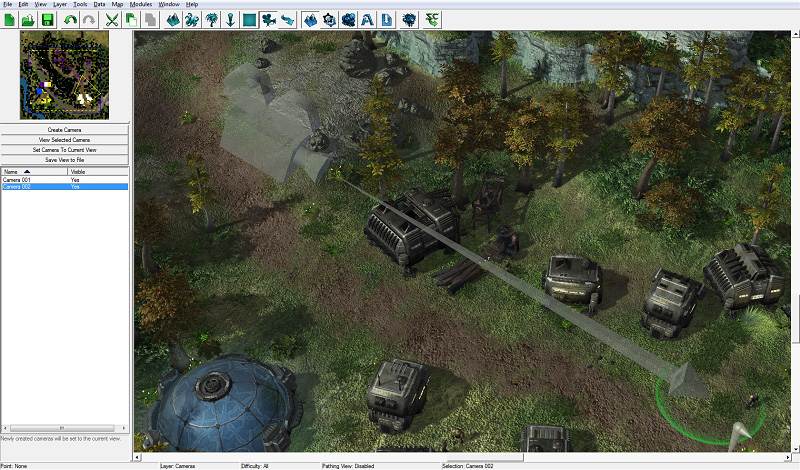 File Edit View Layer Tools Data Map Modules Window Help
Create Camera
View Selected Camera
Set Camera To Current View
Save View to File
Name Visible
Camera 001 Yes
Camera 002 Yes
Newly created cameras will be set to the current view.
Point: None Layer: Cameras Difficulty: All Pathing View: Disabled Selection: Camera 002